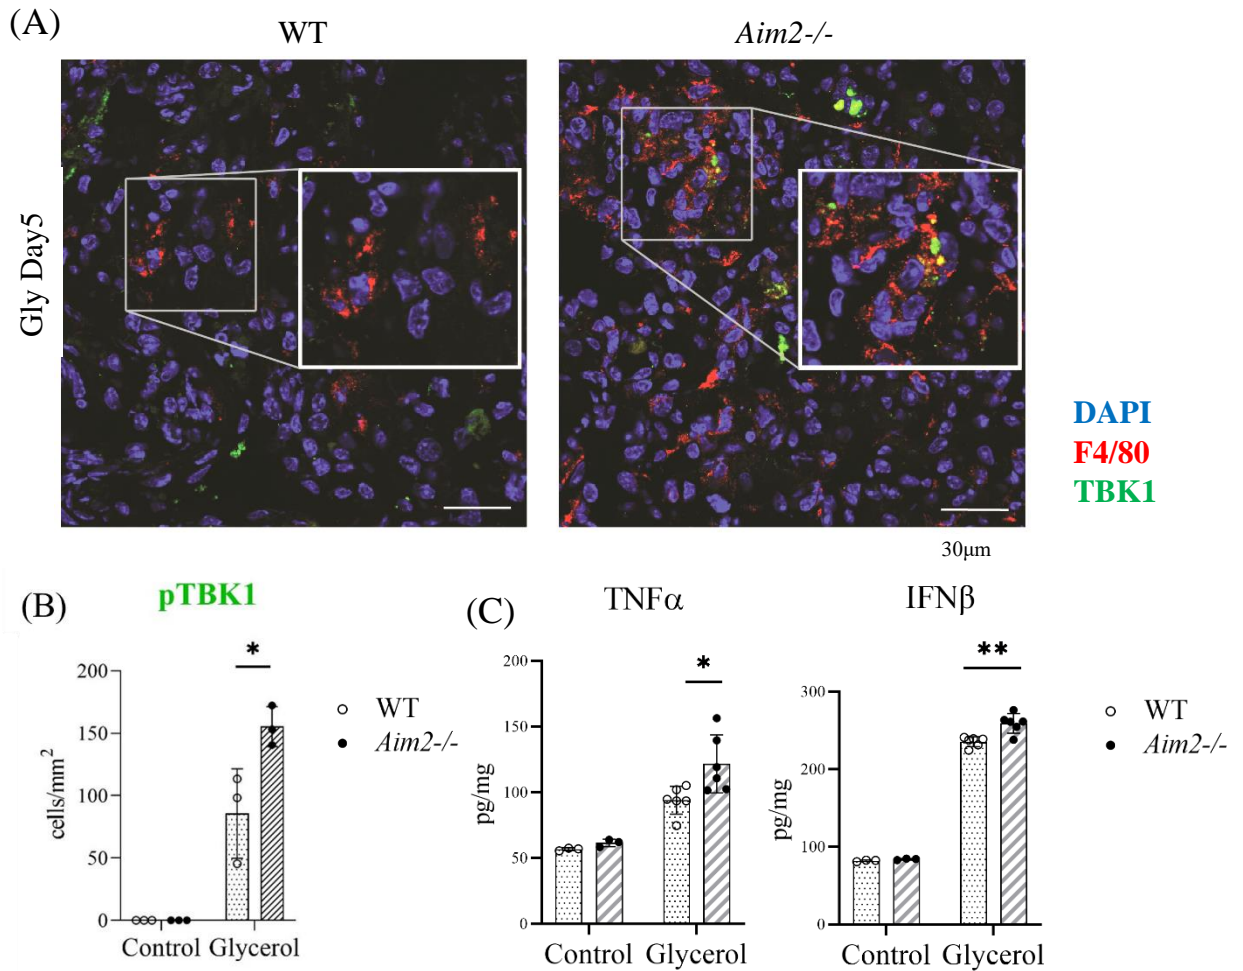 (A)
WT
Aim2-/-
Gly Day5
DAPI
F4/80
TBK1
30μm
(B)
pTBK1
*
200
150
100
50
0
cells/mm²
Control Glycerol
WT
Aim2-/-
(C)
TNFα
*
200
150
100
50
0
pg/mg
Control Glycerol
IFNβ
**
300
200
100
0
pg/mg
Control Glycerol
WT
Aim2-/-